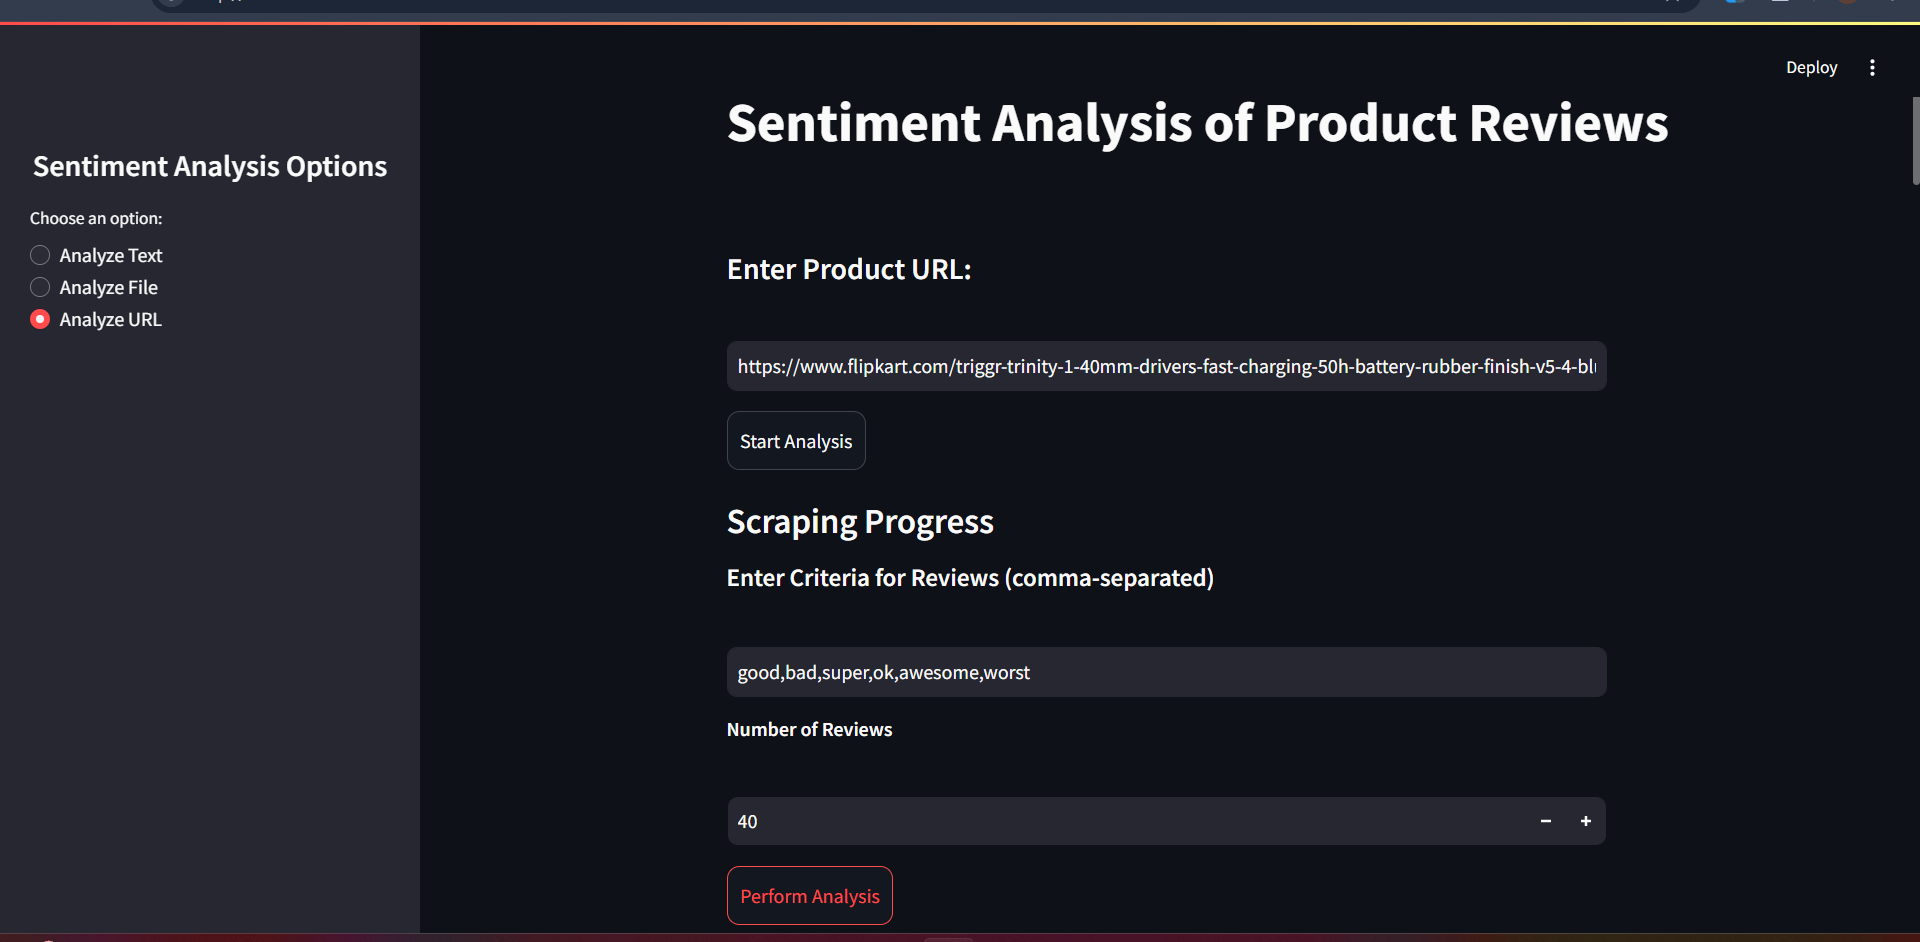 Deploy
Sentiment Analysis of Product Reviews
Sentiment Analysis Options
Choose an option:
Analyze Text
Analyze File
Analyze URL
Enter Product URL:
https://www.flipkart.com/triggr-trinity-1-40mm-drivers-fast-charging-50h-battery-rubber-finish-v5-4-bl
Start Analysis
Scraping Progress
Enter Criteria for Reviews (comma-separated)
good,bad,super,ok,awesome,worst
Number of Reviews
40
Perform Analysis